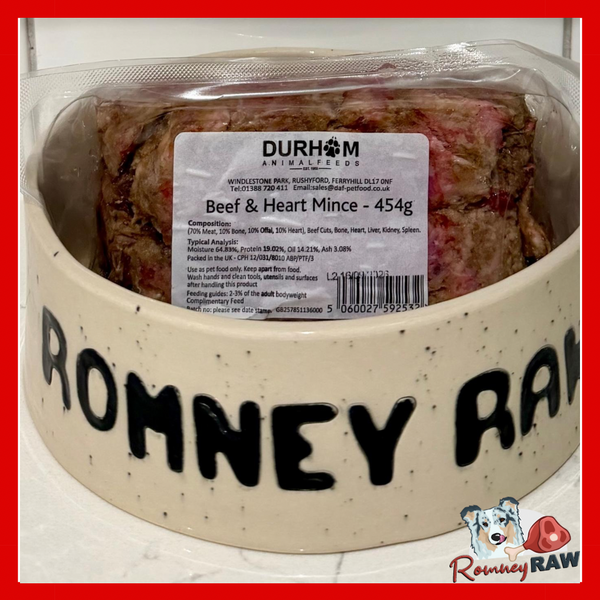 DURHAM
ANIMALFEEDS
WINDLESTONE PARK, RUSHYFORD, FERRYHILL DL17 0NF
Tel:01388 720 411 Email:sales@daf-petfood.co.uk
Beef & Heart Mince - 454g
Composition:
(70% Meat, 10% Bone, 10% Offal, 10% Heart), Beef Cuts, Bone, Heart, Liver, Kidney, Spleen.
Typical Analysis:
Moisture 64.83%, Protein 19.02%, Oil 14.21%, Ash 3.08%
Packed in the UK - CPH 12/031/8010 ABP/PTF/3
Use as pet food only. Keep apart from food.
Wash hands and clean tools, utensils and surfaces
after handling this product
Feeding guides: 2-3% of the adult bodyweight
Complimentary Feed
Batch no: please see date stamp. GB257851136000
5 060027 592532
ROMNEY RAW
Romney RAW